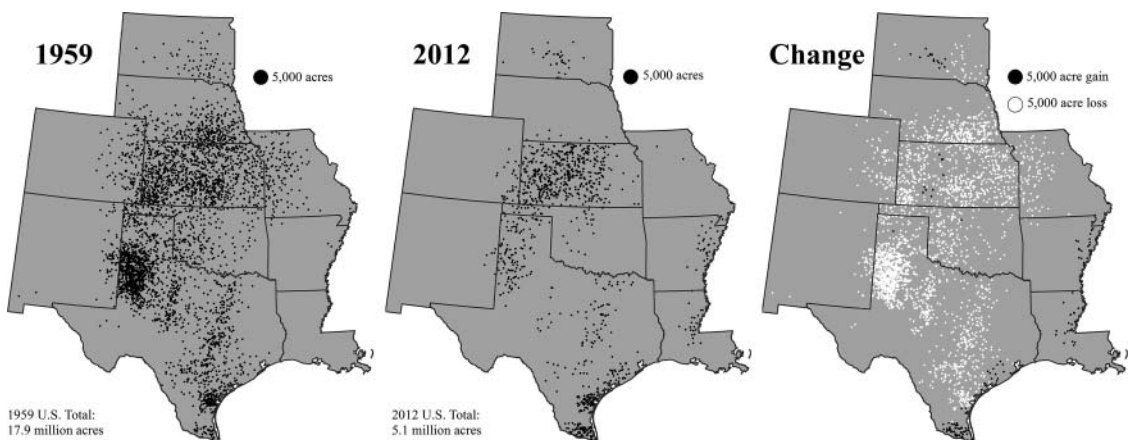 1959
5,000 acres
1959 U.S. Total:
17.9 million acres
2012
5,000 acres
2012 U.S. Total:
5.1 million acres
Change
5,000 acre gain
5,000 acre loss